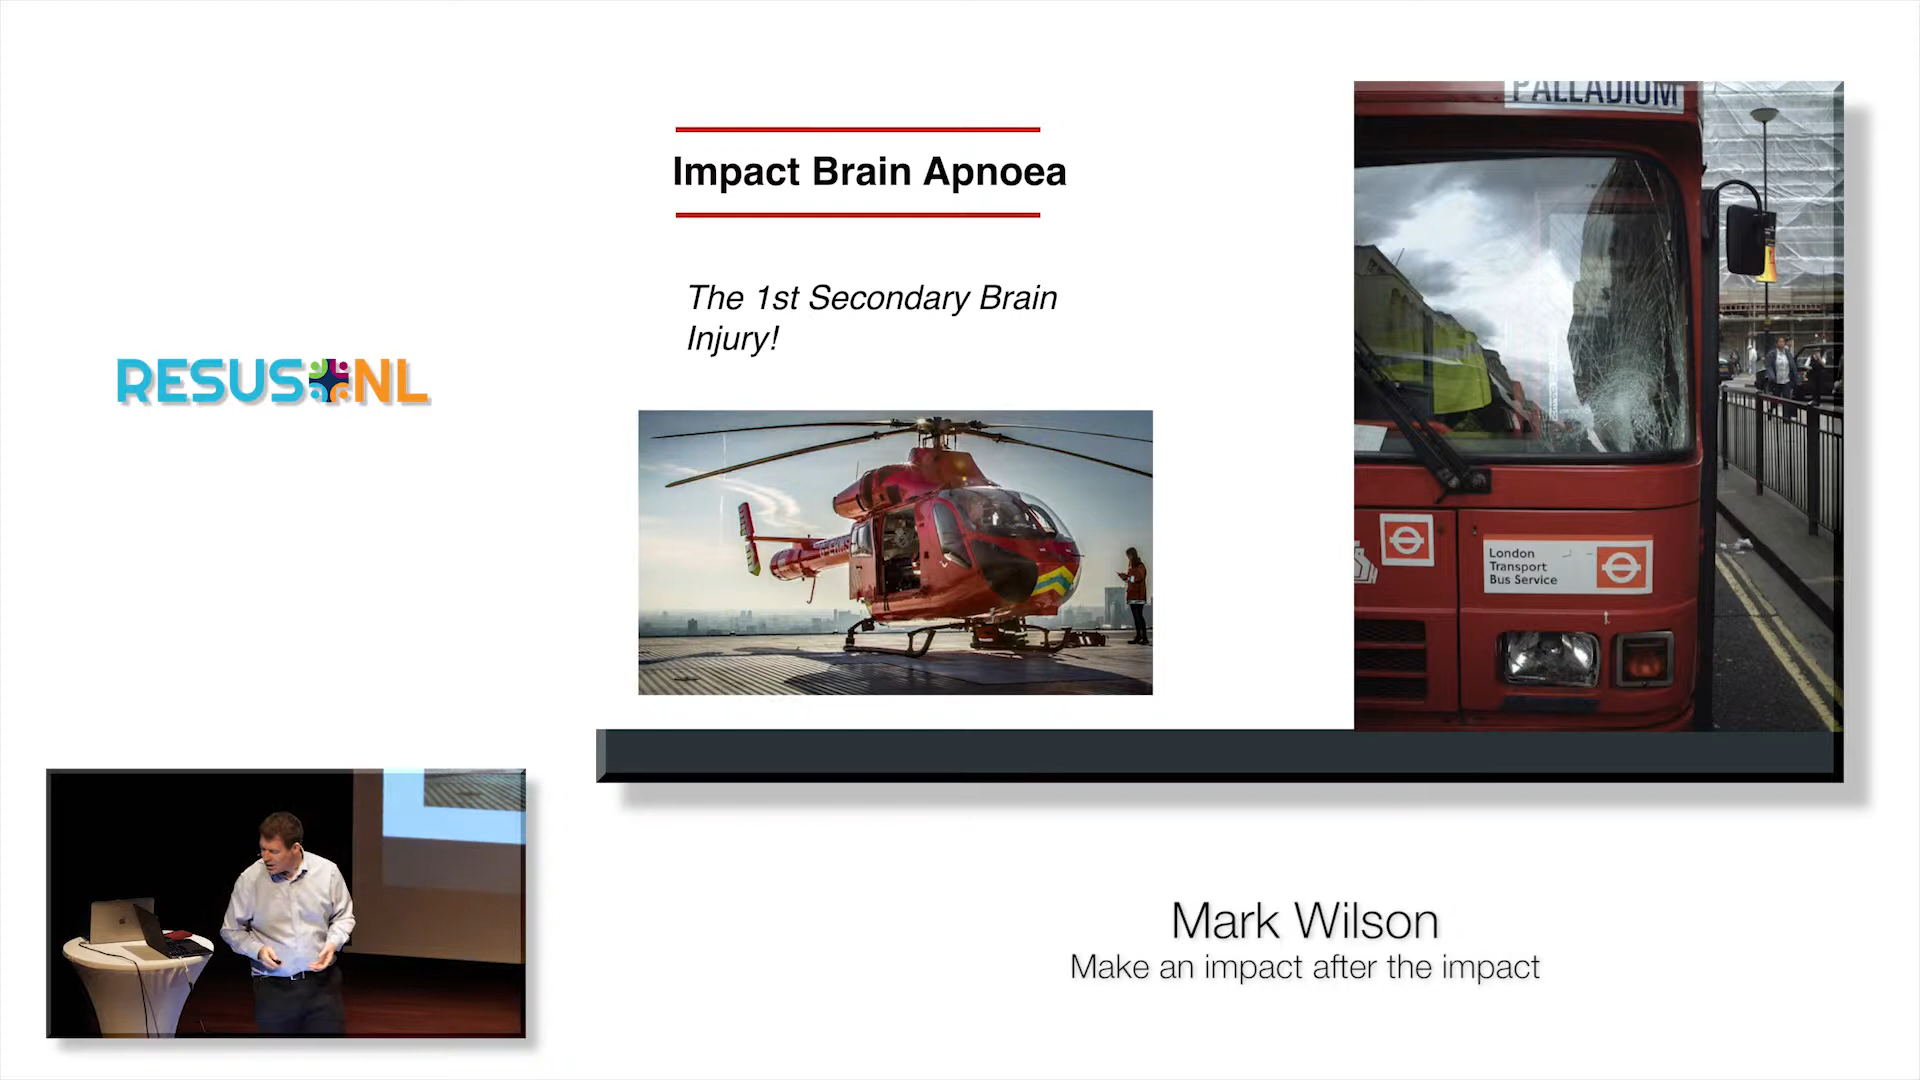 Impact Brain Apnoea
The 1st Secondary Brain
Injury!
RESUS NL
PALLADIUM
London
Transport
Bus Service
Mark Wilson
Make an impact after the impact